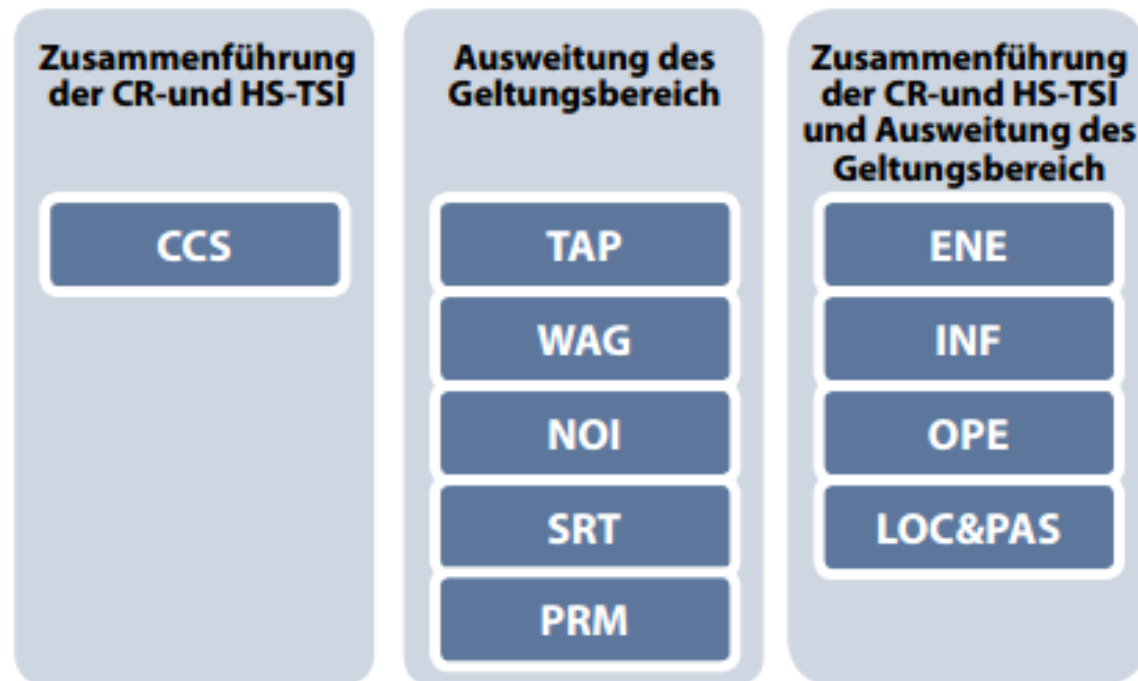 Zusammenführung
der CR-und HS-TSI
CCS
Ausweitung des
Geltungsbereich
TAP
WAG
NOI
SRT
PRM
Zusammenführung
der CR-und HS-TSI
und Ausweitung des
Geltungsbereich
ENE
INF
OPE
LOC&PAS